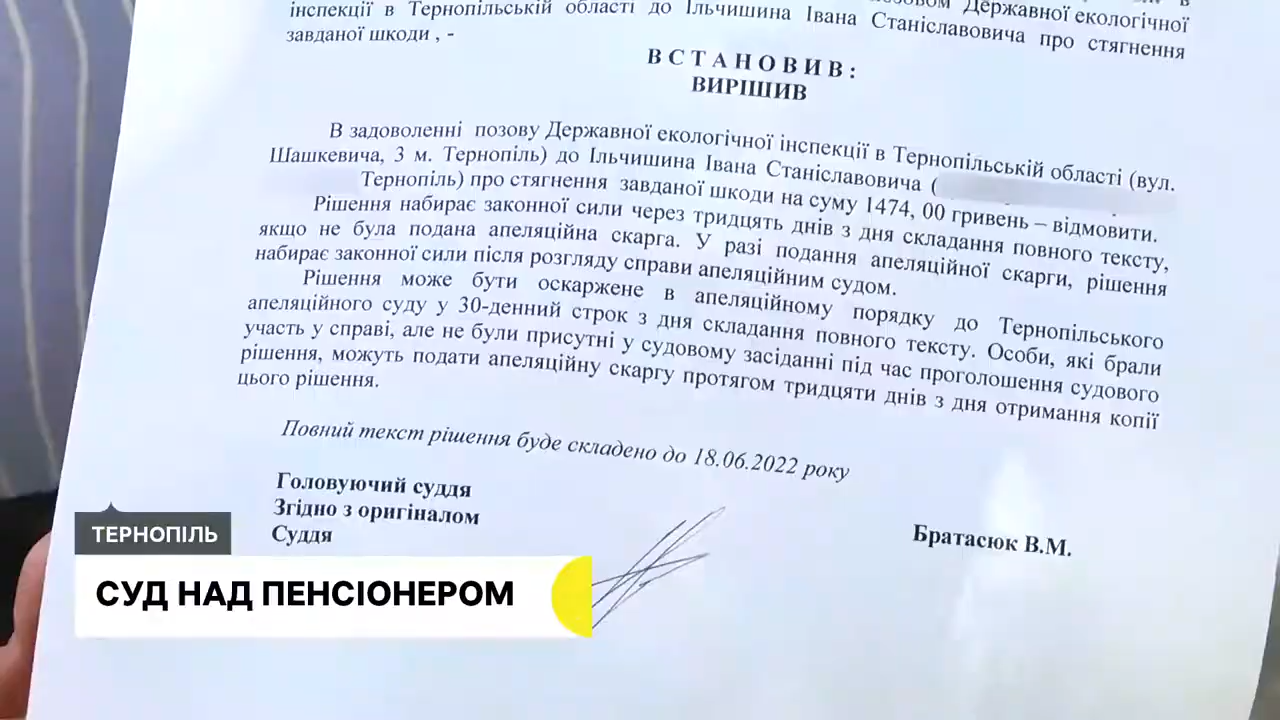 Державної екологічної
інспекції в Тернопільській області до Ільчишина Івана Станіславовича про стягнення
завданої шкоди , -
В С Т А Н О В И В :
ВИРІШИВ
В задоволенні позову Державної екологічної інспекції в Тернопільській області (вул.
Шашкевича, 3 м. Тернопіль) до Ільчишина Івана Станіславовича (
Тернопіль) про стягнення завданої шкоди на суму 1474, 00 гривень – відмовити.
Рішення набирає законної сили через тридцять днів з дня складання повного тексту,
якщо не була подана апеляційна скарга. У разі подання апеляційної скарги, рішення
набирає законної сили після розгляду справи апеляційним судом.
Рішення може бути оскаржене в апеляційному порядку до Тернопільського
апеляційного суду у 30-денний строк з дня складання повного тексту. Особи, які брали
участь у справі, але не були присутні у судовому засіданні під час проголошення судового
рішення, можуть подати апеляційну скаргу протягом тридцяти днів з дня отримання копії
цього рішення.
Повний текст рішення буде складено до 18.06.2022 року
Головуючий суддя
Згідно з оригіналом
Суддя
Братасюк В.М.
ТЕРНОПІЛЬ
СУД НАД ПЕНСІОНЕРОМ